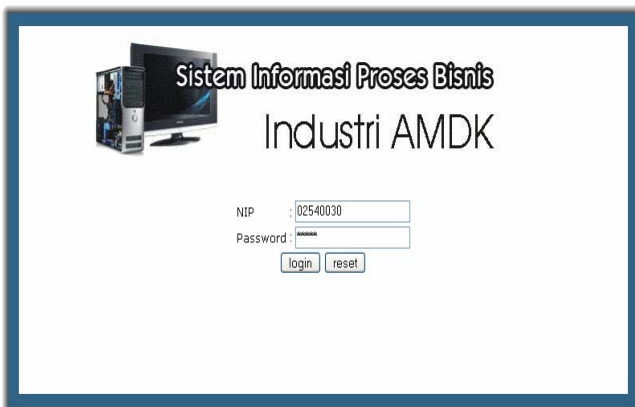 Sistem Informasi Proses Bisnis
Industri AMDK
NIP : 02540030
Password : *****
login reset